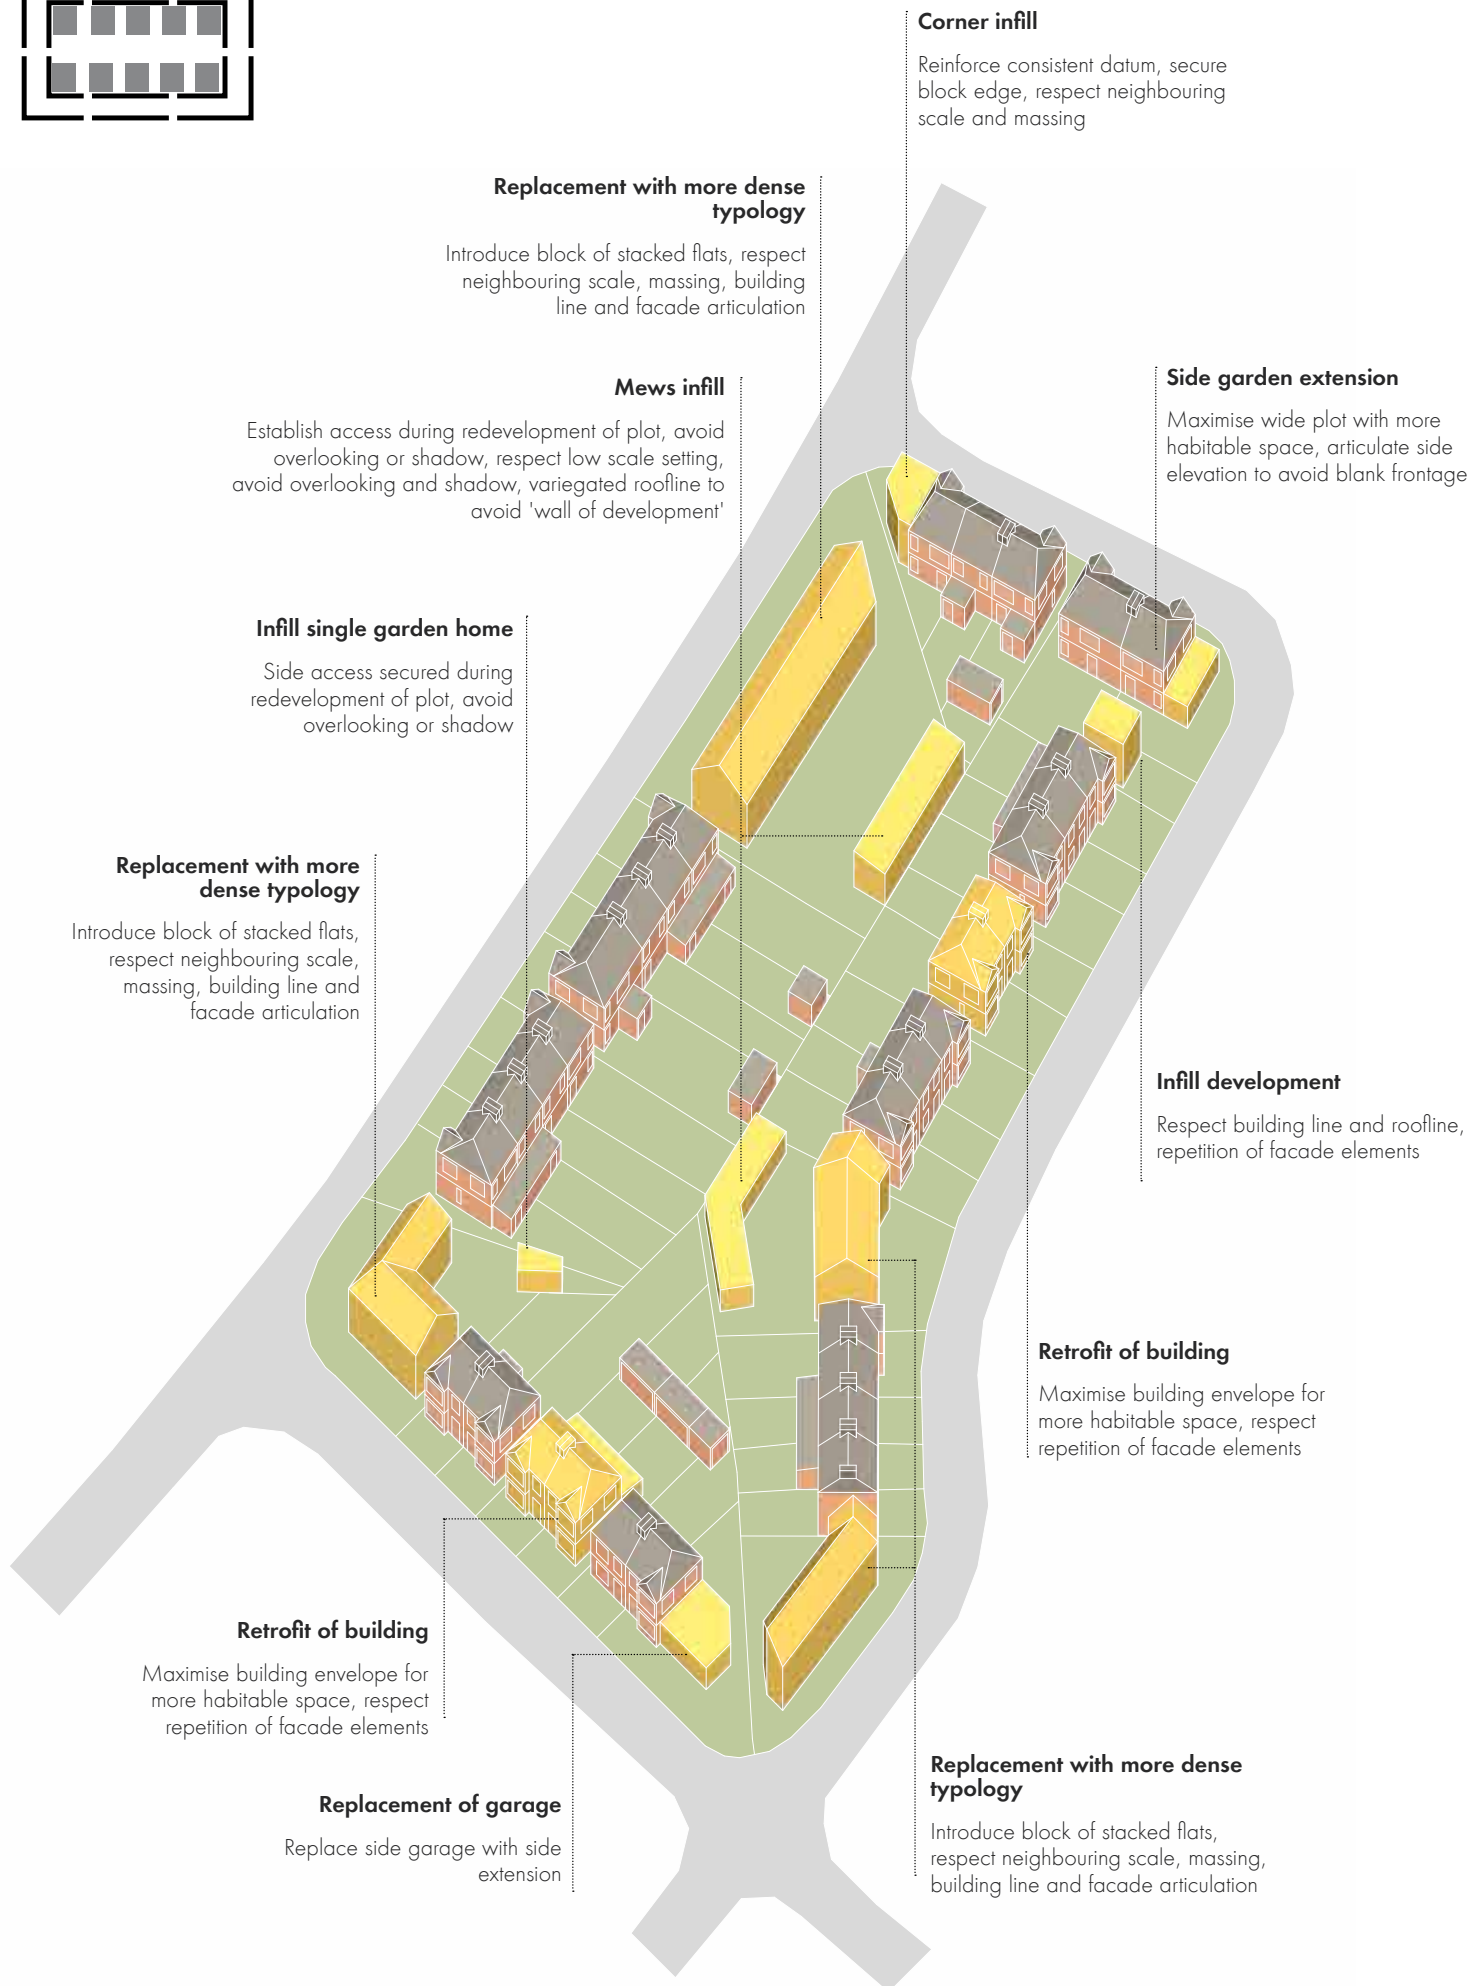 Corner infill
Reinforce consistent datum, secure
block edge, respect neighbouring
scale and massing
Replacement with more dense
typology
Introduce block of stacked flats, respect
neighbouring scale, massing, building
line and facade articulation
Mews infill
Establish access during redevelopment of plot, avoid
overlooking or shadow, respect low scale setting,
avoid overlooking and shadow, variegated roofline to
avoid 'wall of development'
Side garden extension
Maximise wide plot with more
habitable space, articulate side
elevation to avoid blank frontage
Infill single garden home
Side access secured during
redevelopment of plot, avoid
overlooking or shadow
Replacement with more
dense typology
Introduce block of stacked flats,
respect neighbouring scale,
massing, building line and
facade articulation
Infill development
Respect building line and roofline,
repetition of facade elements
Retrofit of building
Maximise building envelope for
more habitable space, respect
repetition of facade elements
Retrofit of building
Maximise building envelope for
more habitable space, respect
repetition of facade elements
Replacement of garage
Replace side garage with side
extension
Replacement with more dense
typology
Introduce block of stacked flats,
respect neighbouring scale, massing,
building line and facade articulation